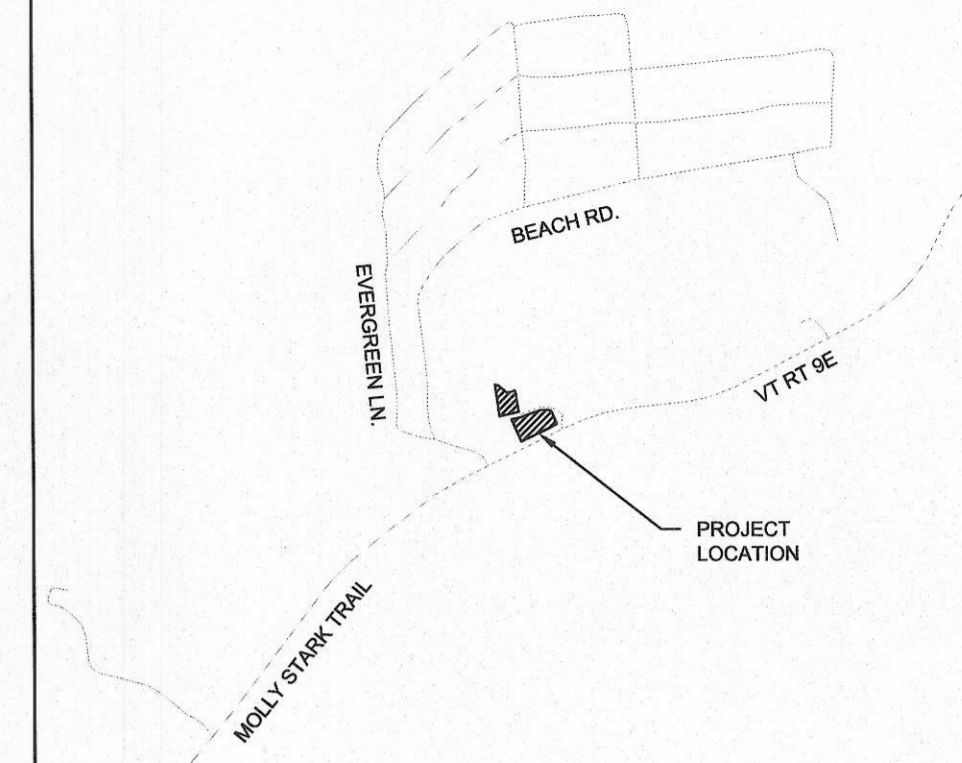 BEACH RD.
EVERGREEN LN.
VT RT 9E
PROJECT
LOCATION
MOLLY STARK TRAIL